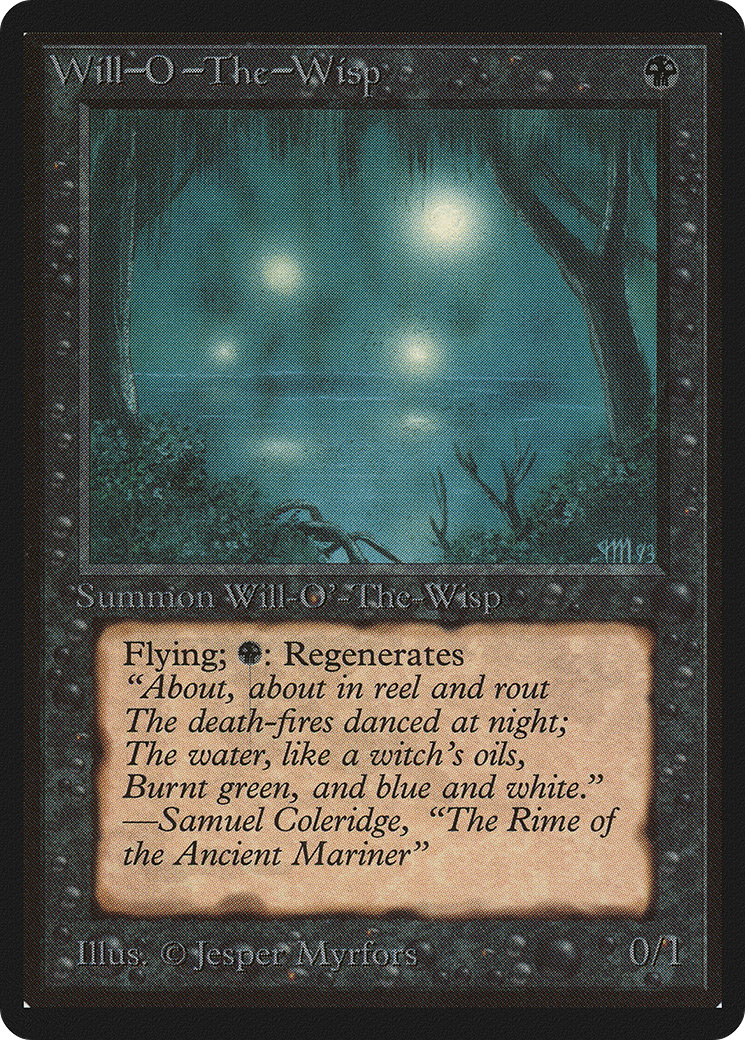 Will-O-The-Wisp
JM 93
Summon Will-O'-The-Wisp
Flying; : Regenerates
“About, about in reel and rout
The death-fires danced at night;
The water, like a witch’s oils,
Burnt green, and blue and white.”
—Samuel Coleridge, “The Rime of
the Ancient Mariner”
Illus. © Jesper Myrfors
0/1